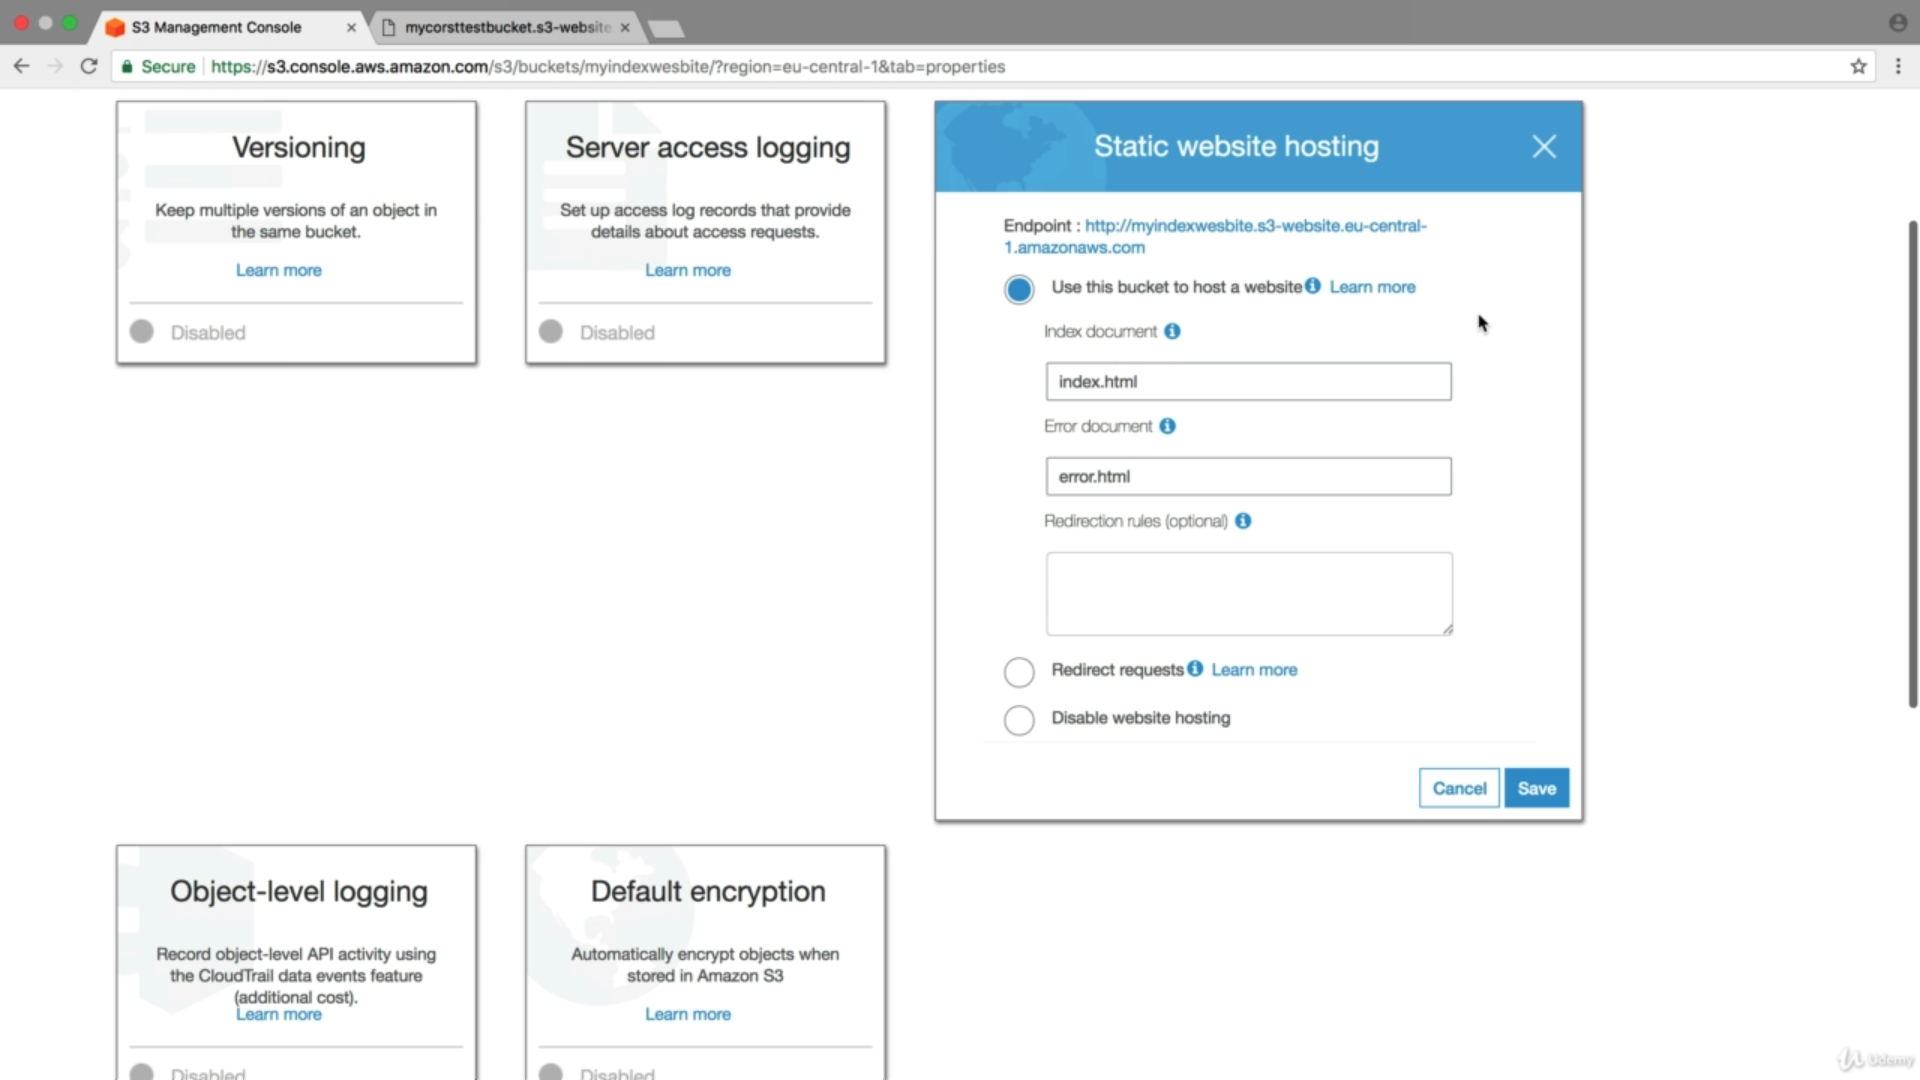 S3 Management Console
mycorsttestbucket.s3-website
Secure
https://s3.console.aws.amazon.com/s3/buckets/myindexwesbite/?region=eu-central-1&tab=properties
Versioning
Keep multiple versions of an object in
the same bucket.
Learn more
Disabled
Server access logging
Set up access log records that provide
details about access requests.
Learn more
Disabled
Static website hosting
Endpoint : http://myindexwesbite.s3-website.eu-central-
1.amazonaws.com
Use this bucket to host a website Learn more
Index document
index.html
Error document
error.html
Redirection rules (optional)
Redirect requests Learn more
Disable website hosting
Cancel Save
Object-level logging
Record object-level API activity using
the CloudTrail data events feature
(additional cost).
Learn more
Disabled
Default encryption
Automatically encrypt objects when
stored in Amazon S3
Learn more
Disabled
Udemy